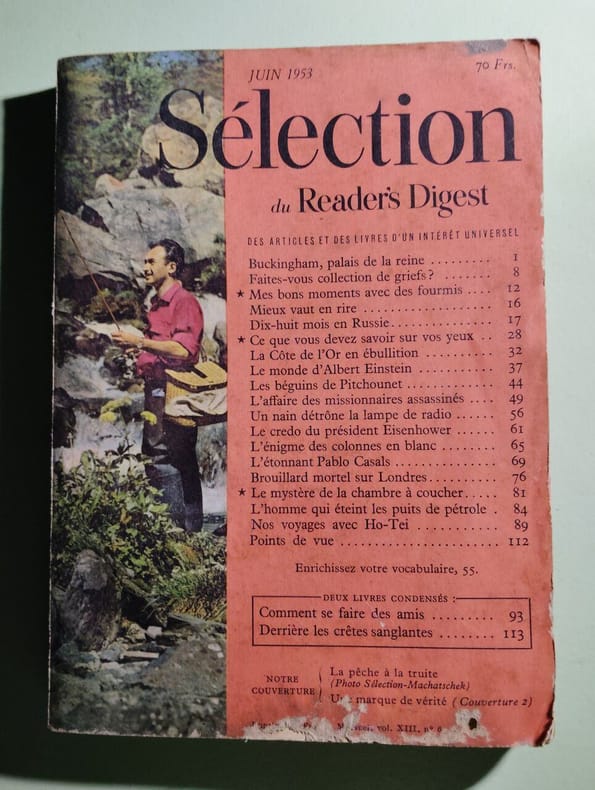 JUIN 1953
70 Frs.
Sélection
du Reader's Digest
DES ARTICLES ET DES LIVRES D'UN INTÉRÊT UNIVERSEL
Buckingham, palais de la reine ......... 1
Faites-vous collection de griefs? ....... 8
★ Mes bons moments avec des fourmis .... 12
Mieux vaut en rire ................... 16
Dix-huit mois en Russie............... 17
★ Ce que vous devez savoir sur vos yeux .. 28
La Côte de l'Or en ébullition .......... 32
Le monde d'Albert Einstein ........... 37
Les béguins de Pitchounet ............ 44
L'affaire des missionnaires assassinés .... 49
Un nain détrône la lampe de radio ...... 56
Le credo du président Eisenhower ...... 61
L'énigme des colonnes en blanc ........ 65
L'étonnant Pablo Casals .............. 69
Brouillard mortel sur Londres.......... 76
★ Le mystère de la chambre à coucher..... 81
L'homme qui éteint les puits de pétrole . 84
Nos voyages avec Ho-Tei ........... 89
Points de vue ....................... 112
Enrichissez votre vocabulaire, 55.
DEUX LIVRES CONDENSÉS :
Comment se faire des amis ......... 93
Derrière les crêtes sanglantes ........ 113
NOTRE COUVERTURE
La pêche à la truite
(Photo Sélection-Machatschek)
Une marque de vérité (Couverture 2)
vol. XIII, nº 6